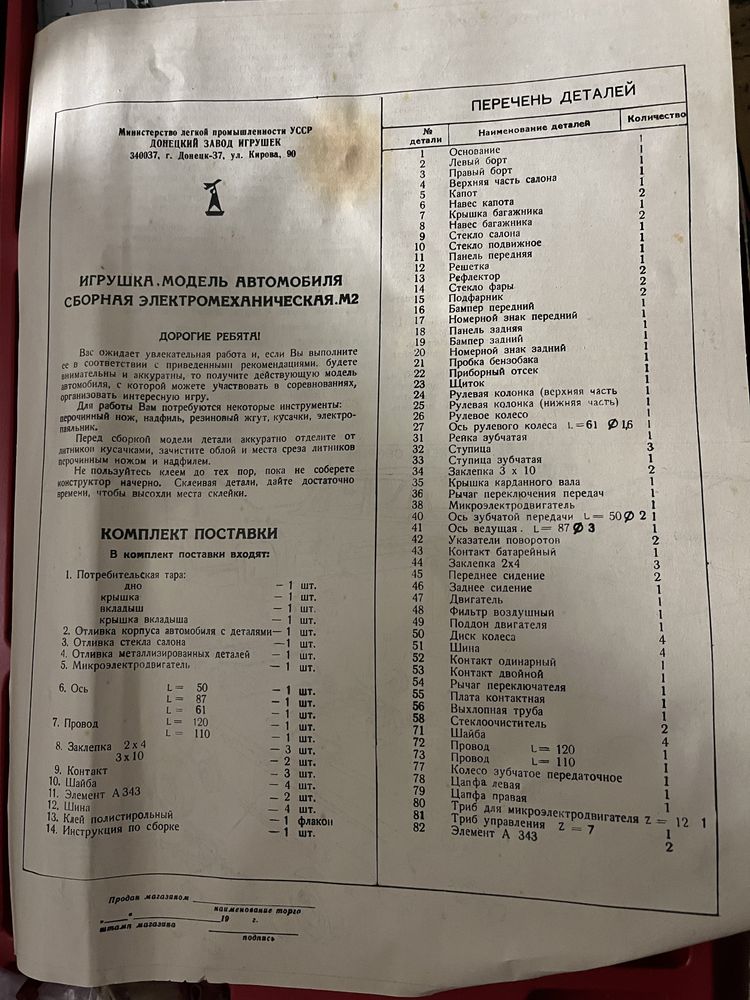 Министерство легкой промышленности УССР
ДОНЕЦКИЙ ЗАВОД ИГРУШЕК
340037, г. Донецк-37, ул. Кирова, 90
ИГРУШКА.МОДЕЛЬ АВТОМОБИЛЯ
СБОРНАЯ ЭЛЕКТРОМЕХАНИЧЕСКАЯ.М2
ДОРОГИЕ РЕБЯТА!
Вас ожидает увлекательная работа и, если Вы выполните
ее в соответствии с приведенными рекомендациями, будете
внимательны и аккуратны, то получите действующую модель
автомобиля, с которой можете участвовать в соревнованиях,
организовать интересную игру.
Для работы Вам потребуются некоторые инструменты:
перочинный нож, надфиль, резиновый жгут, кусачки, электро-
паяльник.
Перед сборкой модели детали аккуратно отделите от
литников кусачками, зачистите облой и места среза литников
перочинным ножом и надфилем.
Не пользуйтесь клеем до тех пор, пока не соберете
конструктор начерно. Склеивая детали, дайте достаточно
времени, чтобы высохли места склейки.
КОМПЛЕКТ ПОСТАВКИ
В комплект поставки входят:
1. Потребительская тара:
дно — 1 шт.
крышка — 1 шт.
вкладыш — 1 шт.
крышка вкладыша — 1 шт.
2. Отливка корпуса автомобиля с деталями — 1 шт.
3. Отливка стекла салона — 1 шт.
4. Отливка металлизированных деталей — 1 шт.
5. Микроэлектродвигатель — 1 шт.
6. Ось L = 50 — 1 шт.
L = 87 — 1 шт.
L = 61 — 1 шт.
7. Провод L = 120 — 1 шт.
L = 110 — 1 шт.
8. Заклепка 2х4 — 3 шт.
3х10 — 2 шт.
9. Контакт — 3 шт.
10. Шайба — 4 шт.
11. Элемент А343 — 2 шт.
12. Шина — 4 шт.
13. Клей полистирольный — 1 флакон
14. Инструкция по сборке — 1 шт.
Продан магазином
наименование торго
„ “ 19 г.
штамп магазина
подпись
ПЕРЕЧЕНЬ ДЕТАЛЕЙ
№ детали Наименование деталей Количество
1 Основание 1
2 Левый борт 1
3 Правый борт 1
4 Верхняя часть салона 1
5 Капот 1
6 Навес капота 2
7 Крышка багажника 1
8 Навес багажника 2
9 Стекло салона 1
10 Стекло подвижное 1
11 Панель передняя 1
12 Решетка 1
13 Рефлектор 2
14 Стекло фары 2
15 Подфарник 2
16 Бампер передний 1
17 Номерной знак передний 1
18 Панель задняя 1
19 Бампер задний 1
20 Номерной знак задний 1
21 Пробка бензобака 1
22 Приборный отсек 1
23 Щиток 1
24 Рулевая колонка (верхняя часть 1
25 Рулевая колонка (нижняя часть) 1
26 Рулевое колесо 1
27 Ось рулевого колеса L=61 Ø 1,6 1
31 Рейка зубчатая 1
32 Ступица 3
33 Ступица зубчатая 1
34 Заклепка 3 х 10 2
35 Крышка карданного вала 1
36 Рычаг переключения передач 1
38 Микроэлектродвигатель 1
40 Ось зубчатой передачи L = 50 Ø 2 1
41 Ось ведущая. L = 87 Ø 3 1
42 Указатели поворотов 2
43 Контакт батарейный 1
44 Заклепка 2х4 3
45 Переднее сидение 2
46 Заднее сидение 1
47 Двигатель 1
48 Фильтр воздушный 1
49 Поддон двигателя 1
50 Диск колеса 4
51 Шина 4
52 Контакт одинарный 1
53 Контакт двойной 1
54 Рычаг переключателя 1
55 Плата контактная 1
56 Выхлопная труба 1
58 Стеклоочиститель 2
71 Шайба 4
72 Провод L = 120 1
73 Провод L = 110 1
77 Колесо зубчатое передаточное 1
78 Цапфа левая 1
79 Цапфа правая 1
80 Триб для микроэлектродвигателя Z = 12 1
81 Триб управления Z = 7 1
82 Элемент А 343 2